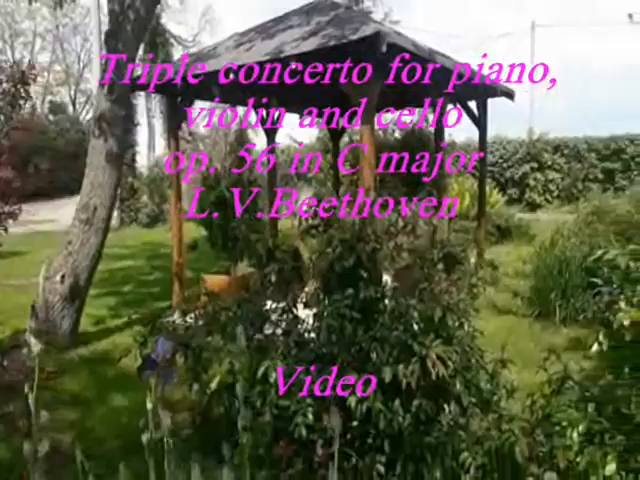 Triple concerto for piano,
violin and cello
op. 56 in C major
L.V.Beethoven
Video